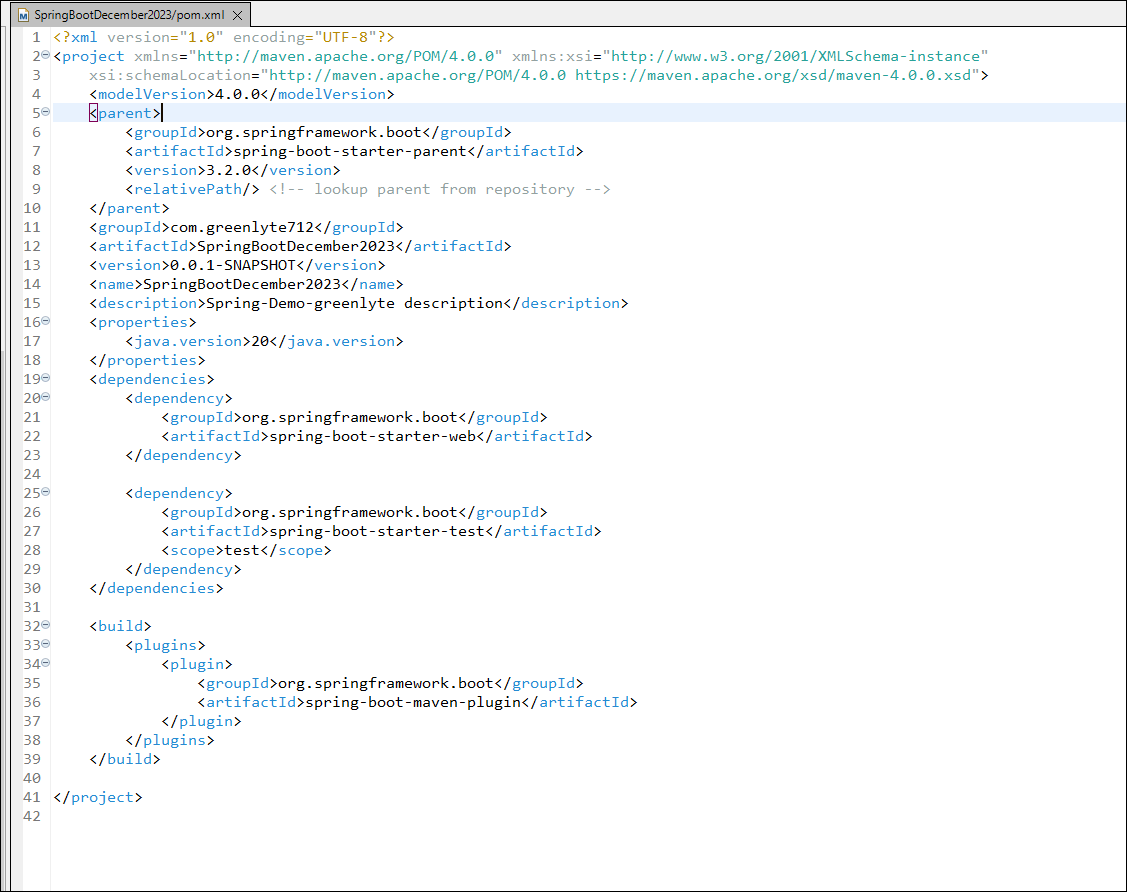 SpringBootDecember2023/pom.xml
1 <?xml version="1.0" encoding="UTF-8"?>
2 <project xmlns="http://maven.apache.org/POM/4.0.0" xmlns:xsi="http://www.w3.org/2001/XMLSchema-instance"
3     xsi:schemaLocation="http://maven.apache.org/POM/4.0.0 https://maven.apache.org/xsd/maven-4.0.0.xsd">
4     <modelVersion>4.0.0</modelVersion>
5     <parent>
6         <groupId>org.springframework.boot</groupId>
7         <artifactId>spring-boot-starter-parent</artifactId>
8         <version>3.2.0</version>
9         <relativePath/> <!-- lookup parent from repository -->
10     </parent>
11     <groupId>com.greenlyte712</groupId>
12     <artifactId>SpringBootDecember2023</artifactId>
13     <version>0.0.1-SNAPSHOT</version>
14     <name>SpringBootDecember2023</name>
15     <description>Spring-Demo-greenlyte description</description>
16     <properties>
17         <java.version>20</java.version>
18     </properties>
19     <dependencies>
20         <dependency>
21             <groupId>org.springframework.boot</groupId>
22             <artifactId>spring-boot-starter-web</artifactId>
23         </dependency>
24
25         <dependency>
26             <groupId>org.springframework.boot</groupId>
27             <artifactId>spring-boot-starter-test</artifactId>
28             <scope>test</scope>
29         </dependency>
30     </dependencies>
31
32     <build>
33         <plugins>
34             <plugin>
35                 <groupId>org.springframework.boot</groupId>
36                 <artifactId>spring-boot-maven-plugin</artifactId>
37             </plugin>
38         </plugins>
39     </build>
40
41 </project>
42